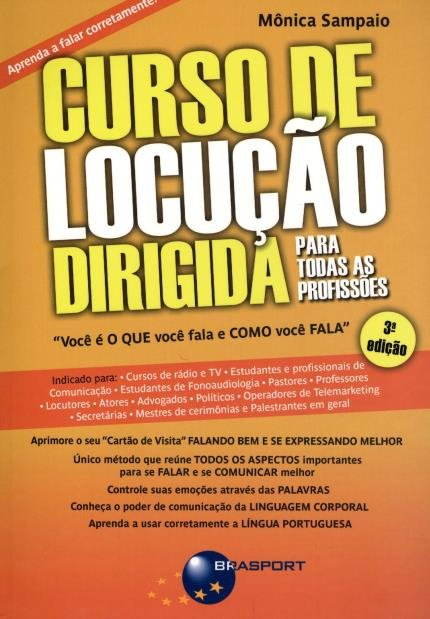 Mônica Sampaio
Aprenda a falar corretamente!
CURSO DE
LOCUÇÃO
DIRIGIDA
PARA
TODAS AS
PROFISSÕES
"Você é O QUE você fala e COMO você FALA"
3ª
edição
Indicado para: • Cursos de rádio e TV • Estudantes e profissionais de
Comunicação • Estudantes de Fonoaudiologia • Pastores • Professores
• Locutores • Atores • Advogados • Políticos • Operadores de Telemarketing
• Secretárias • Mestres de cerimônias e Palestrantes em geral
Aprimore o seu "Cartão de Visita" FALANDO BEM E SE EXPRESSANDO MELHOR
Único método que reúne TODOS OS ASPECTOS importantes
para se FALAR e se COMUNICAR melhor
Controle suas emoções através das PALAVRAS
Conheça o poder de comunicação da LINGUAGEM CORPORAL
Aprenda a usar corretamente a LÍNGUA PORTUGUESA
BRASPORT